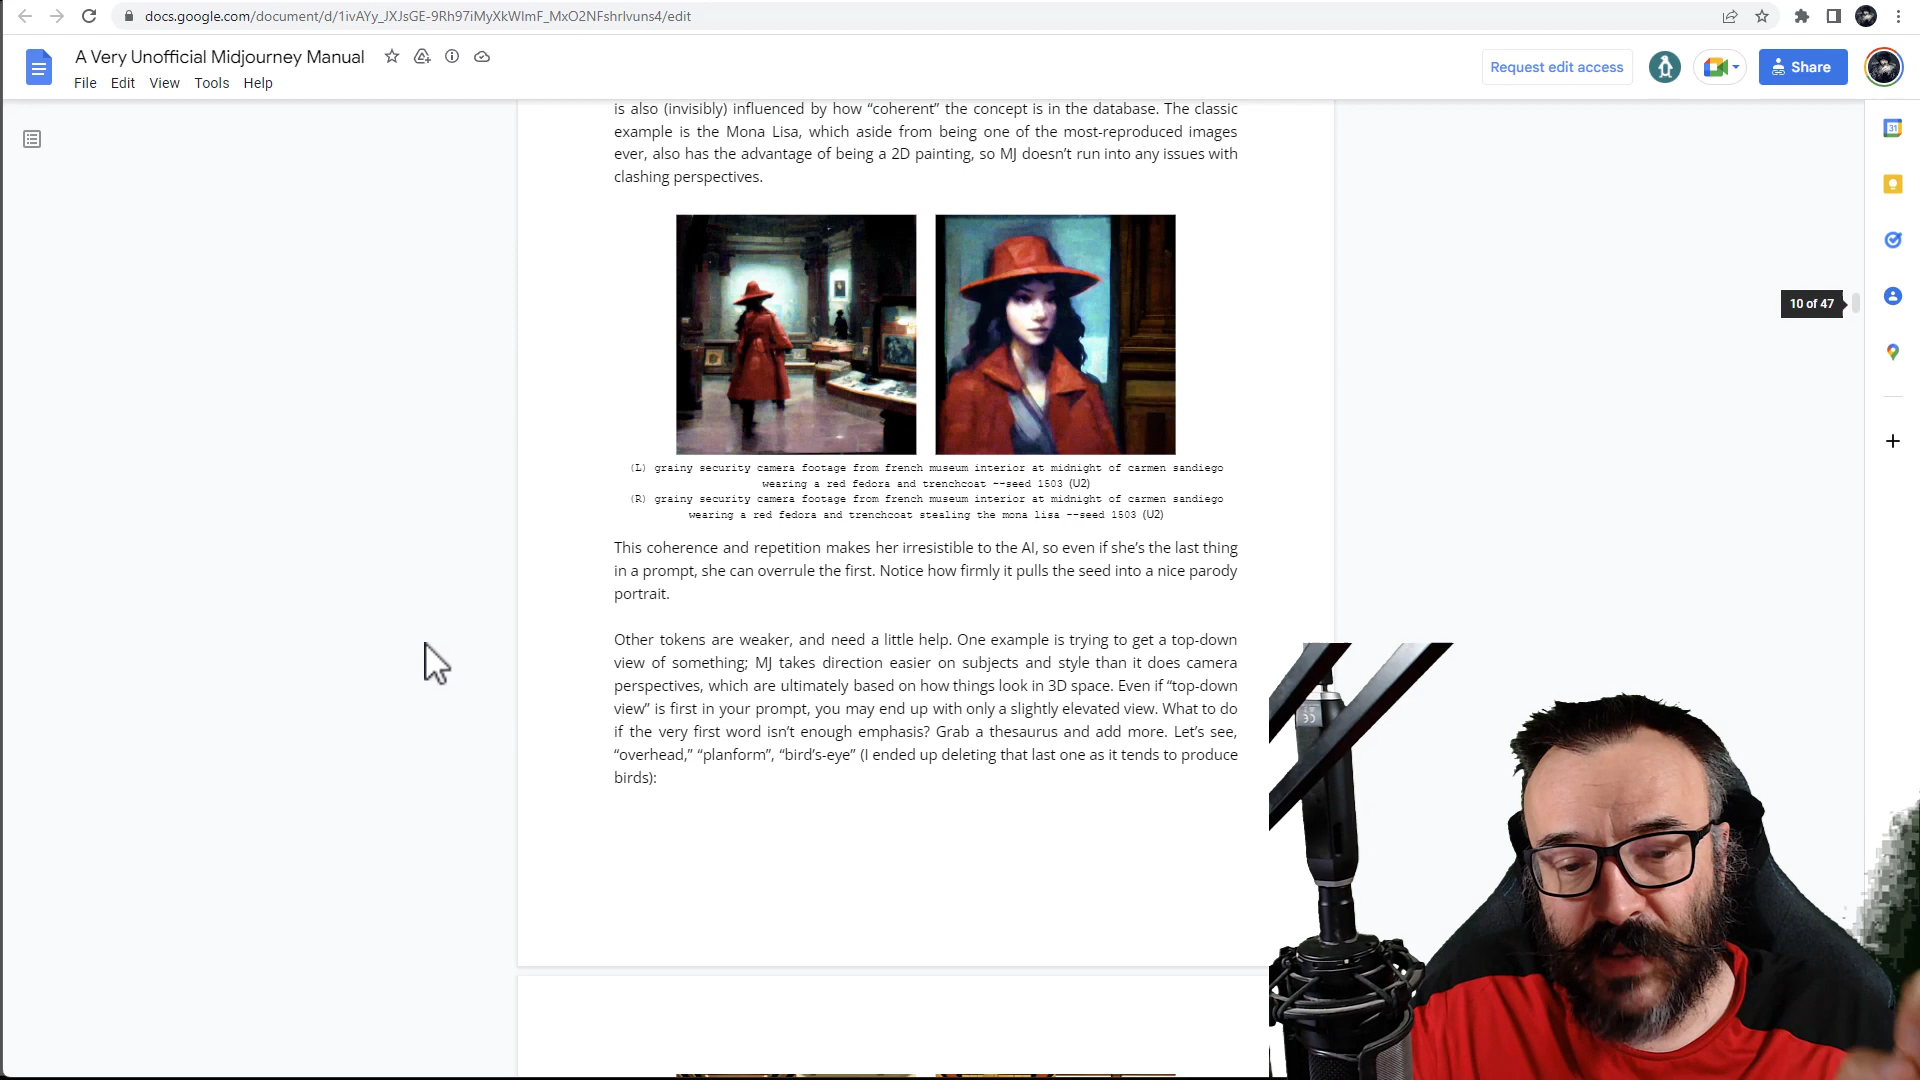 docs.google.com/document/d/1ivAYy_JXJsGE-9Rh97iMyXkWlmF_MxO2NFshrlvuns4/edit
A Very Unofficial Midjourney Manual
File Edit View Tools Help
Request edit access
Share
is also (invisibly) influenced by how “coherent” the concept is in the database. The classic
example is the Mona Lisa, which aside from being one of the most-reproduced images
ever, also has the advantage of being a 2D painting, so MJ doesn’t run into any issues with
clashing perspectives.
31
10 of 47
(L) grainy security camera footage from french museum interior at midnight of carmen sandiego
wearing a red fedora and trenchcoat --seed 1503 (U2)
(R) grainy security camera footage from french museum interior at midnight of carmen sandiego
wearing a red fedora and trenchcoat stealing the mona lisa --seed 1503 (U2)
This coherence and repetition makes her irresistible to the AI, so even if she’s the last thing
in a prompt, she can overrule the first. Notice how firmly it pulls the seed into a nice parody
portrait.
Other tokens are weaker, and need a little help. One example is trying to get a top-down
view of something; MJ takes direction easier on subjects and style than it does camera
perspectives, which are ultimately based on how things look in 3D space. Even if “top-down
view” is first in your prompt, you may end up with only a slightly elevated view. What to do
if the very first word isn’t enough emphasis? Grab a thesaurus and add more. Let’s see,
“overhead,” “planform”, “bird’s-eye” (I ended up deleting that last one as it tends to produce
birds):